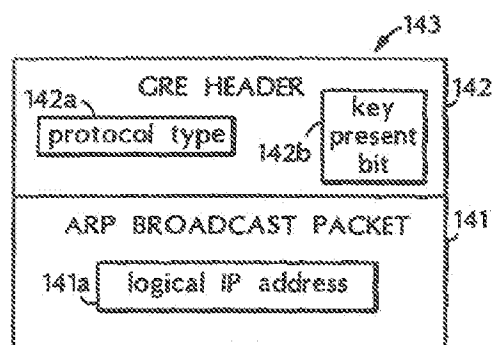 143
GRE HEADER
142
142a
protocol type
142b
key
present
bit
ARP BROADCAST PACKET
141
141a
logical IP address